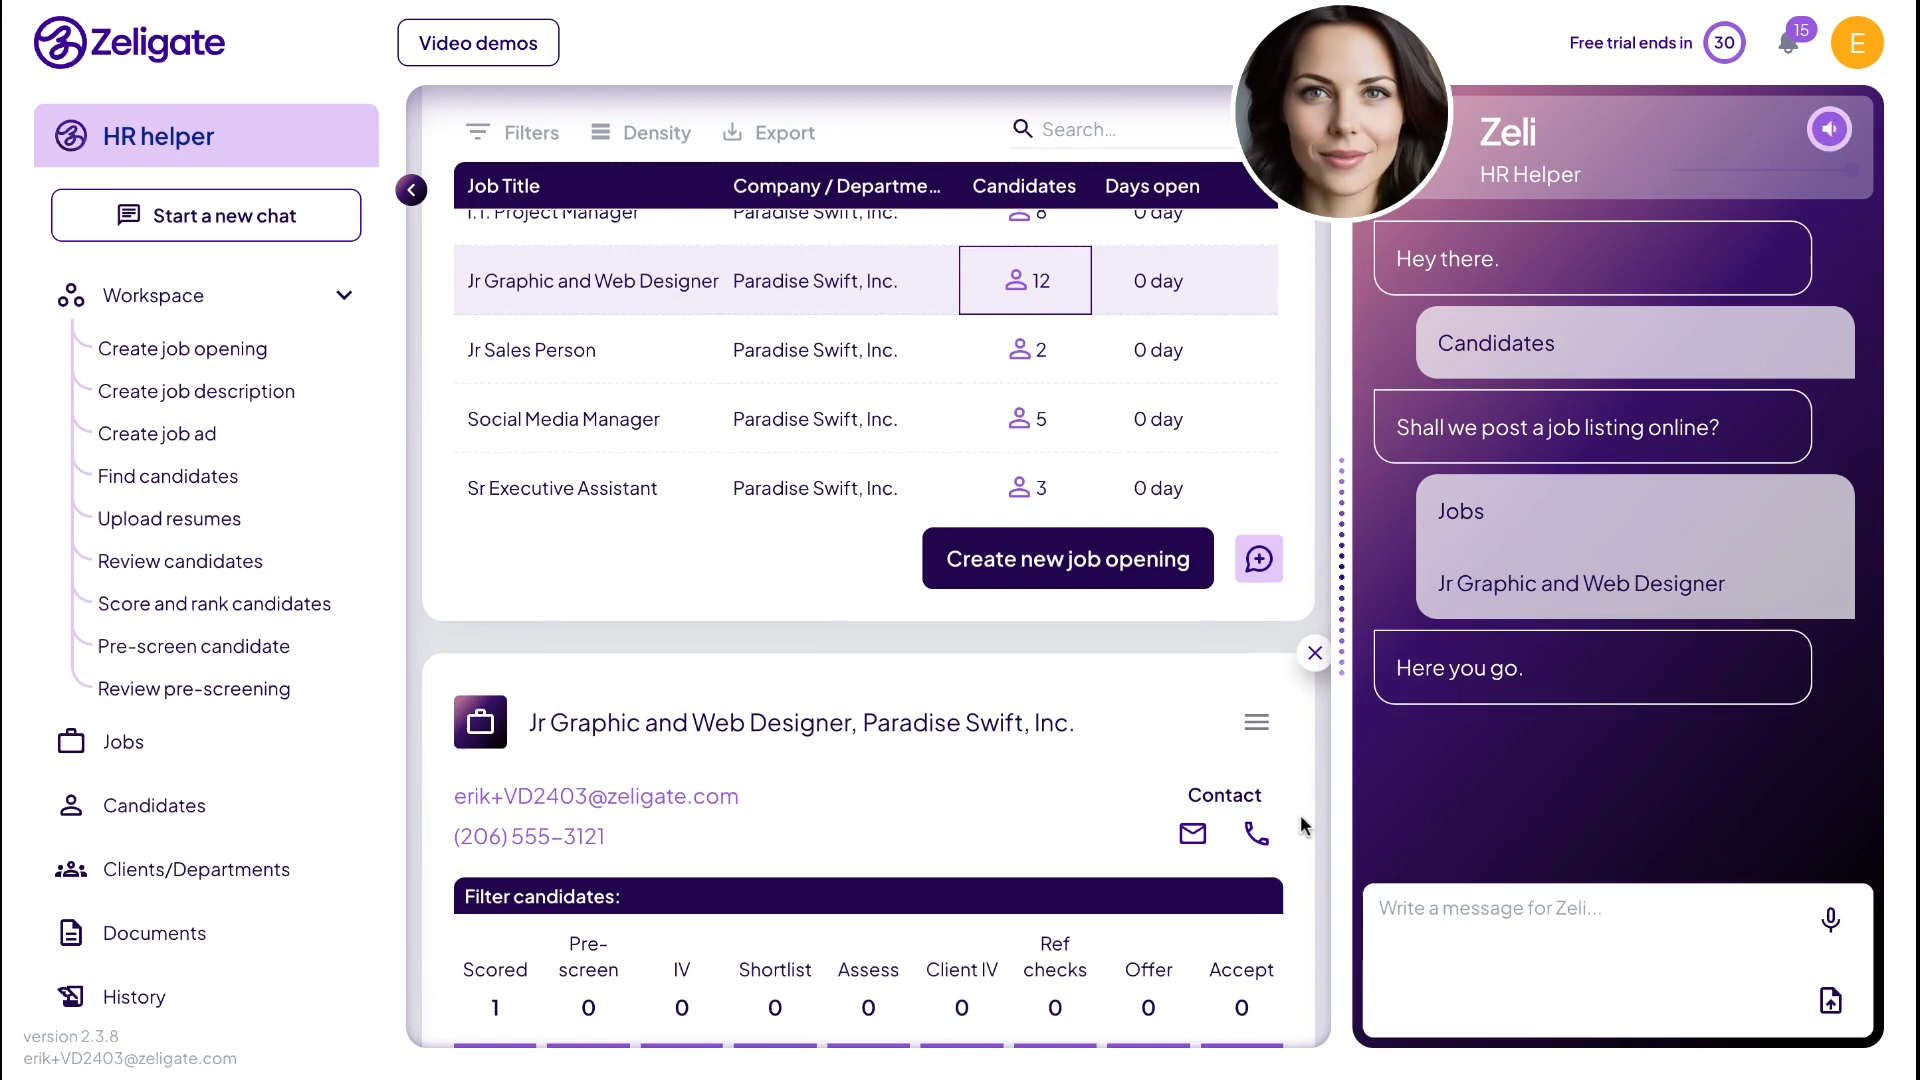 Zeligate
Video demos
Free trial ends in 30
15
E
HR helper
Start a new chat
Workspace
Create job opening
Create job description
Create job ad
Find candidates
Upload resumes
Review candidates
Score and rank candidates
Pre-screen candidate
Review pre-screening
Jobs
Candidates
Clients/Departments
Documents
History
version 2.3.8
erik+VD2403@zeligate.com
Filters Density Export Search...
Job Title Company / Departme... Candidates Days open
I.T. Project Manager Paradise Swift, Inc. 8 0 day
Jr Graphic and Web Designer Paradise Swift, Inc. 12 0 day
Jr Sales Person Paradise Swift, Inc. 2 0 day
Social Media Manager Paradise Swift, Inc. 5 0 day
Sr Executive Assistant Paradise Swift, Inc. 3 0 day
Create new job opening
Jr Graphic and Web Designer, Paradise Swift, Inc.
erik+VD2403@zeligate.com
(206) 555-3121
Contact
Filter candidates:
Scored Pre-screen IV Shortlist Assess Client IV Ref checks Offer Accept
1 0 0 0 0 0 0 0 0
Zeli
HR Helper
Hey there.
Candidates
Shall we post a job listing online?
Jobs
Jr Graphic and Web Designer
Here you go.
Write a message for Zeli...